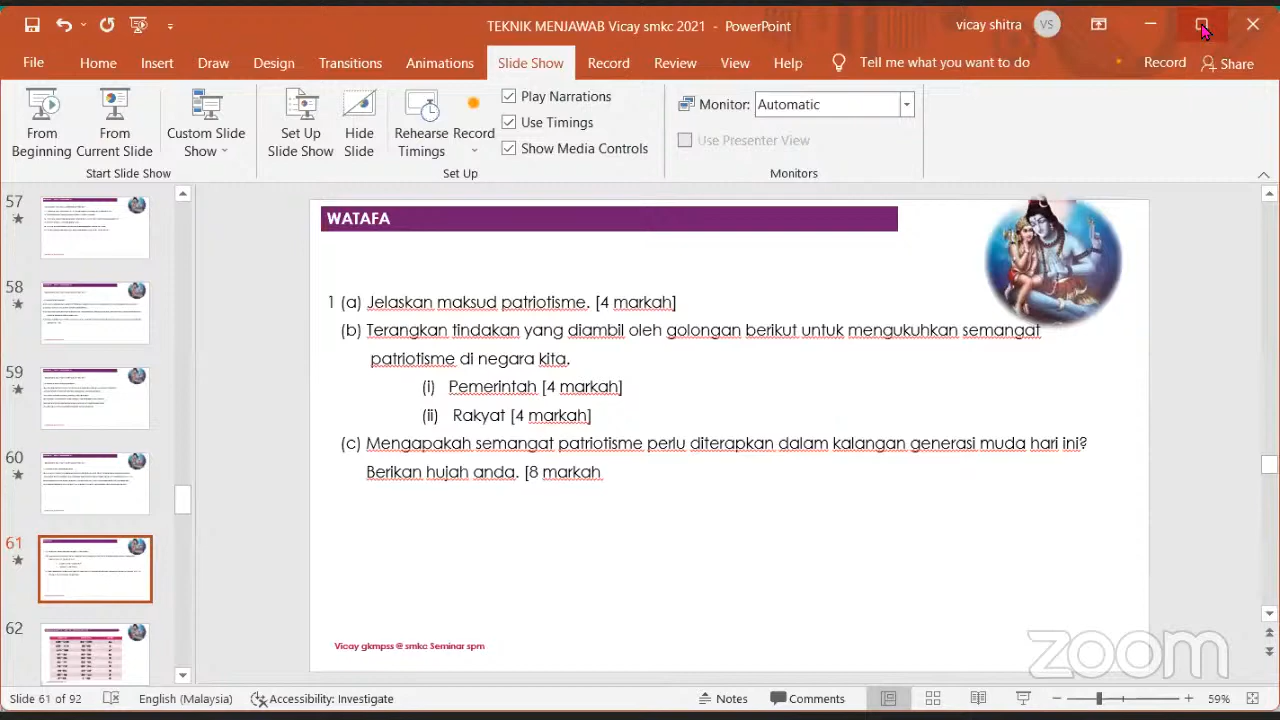 TEKNIK MENJAWAB Vicay smkc 2021 - PowerPoint
vicay shitra
VS
File
Home
Insert
Draw
Design
Transitions
Animations
Slide Show
Record
Review
View
Help
Tell me what you want to do
Record
Share
From
Beginning
From
Current Slide
Custom Slide
Show
Start Slide Show
Set Up
Slide Show
Hide
Slide
Rehearse
Timings
Record
Play Narrations
Use Timings
Show Media Controls
Set Up
Monitor:
Automatic
Use Presenter View
Monitors
57
58
59
60
61
62
WATAFA
1 (a) Jelaskan maksud patriotisme. [4 markah]
(b) Terangkan tindakan yang diambil oleh golongan berikut untuk mengukuhkan semangat
patriotisme di negara kita.
(i) Pemerintah [4 markah]
(ii) Rakyat [4 markah]
(c) Mengapakah semangat patriotisme perlu diterapkan dalam kalangan generasi muda hari ini?
Berikan hujah anda. [8 markah
Vicay gkmpss @ smkc Seminar spm
zoom
Slide 61 of 92
English (Malaysia)
Accessibility: Investigate
Notes
Comments
59%